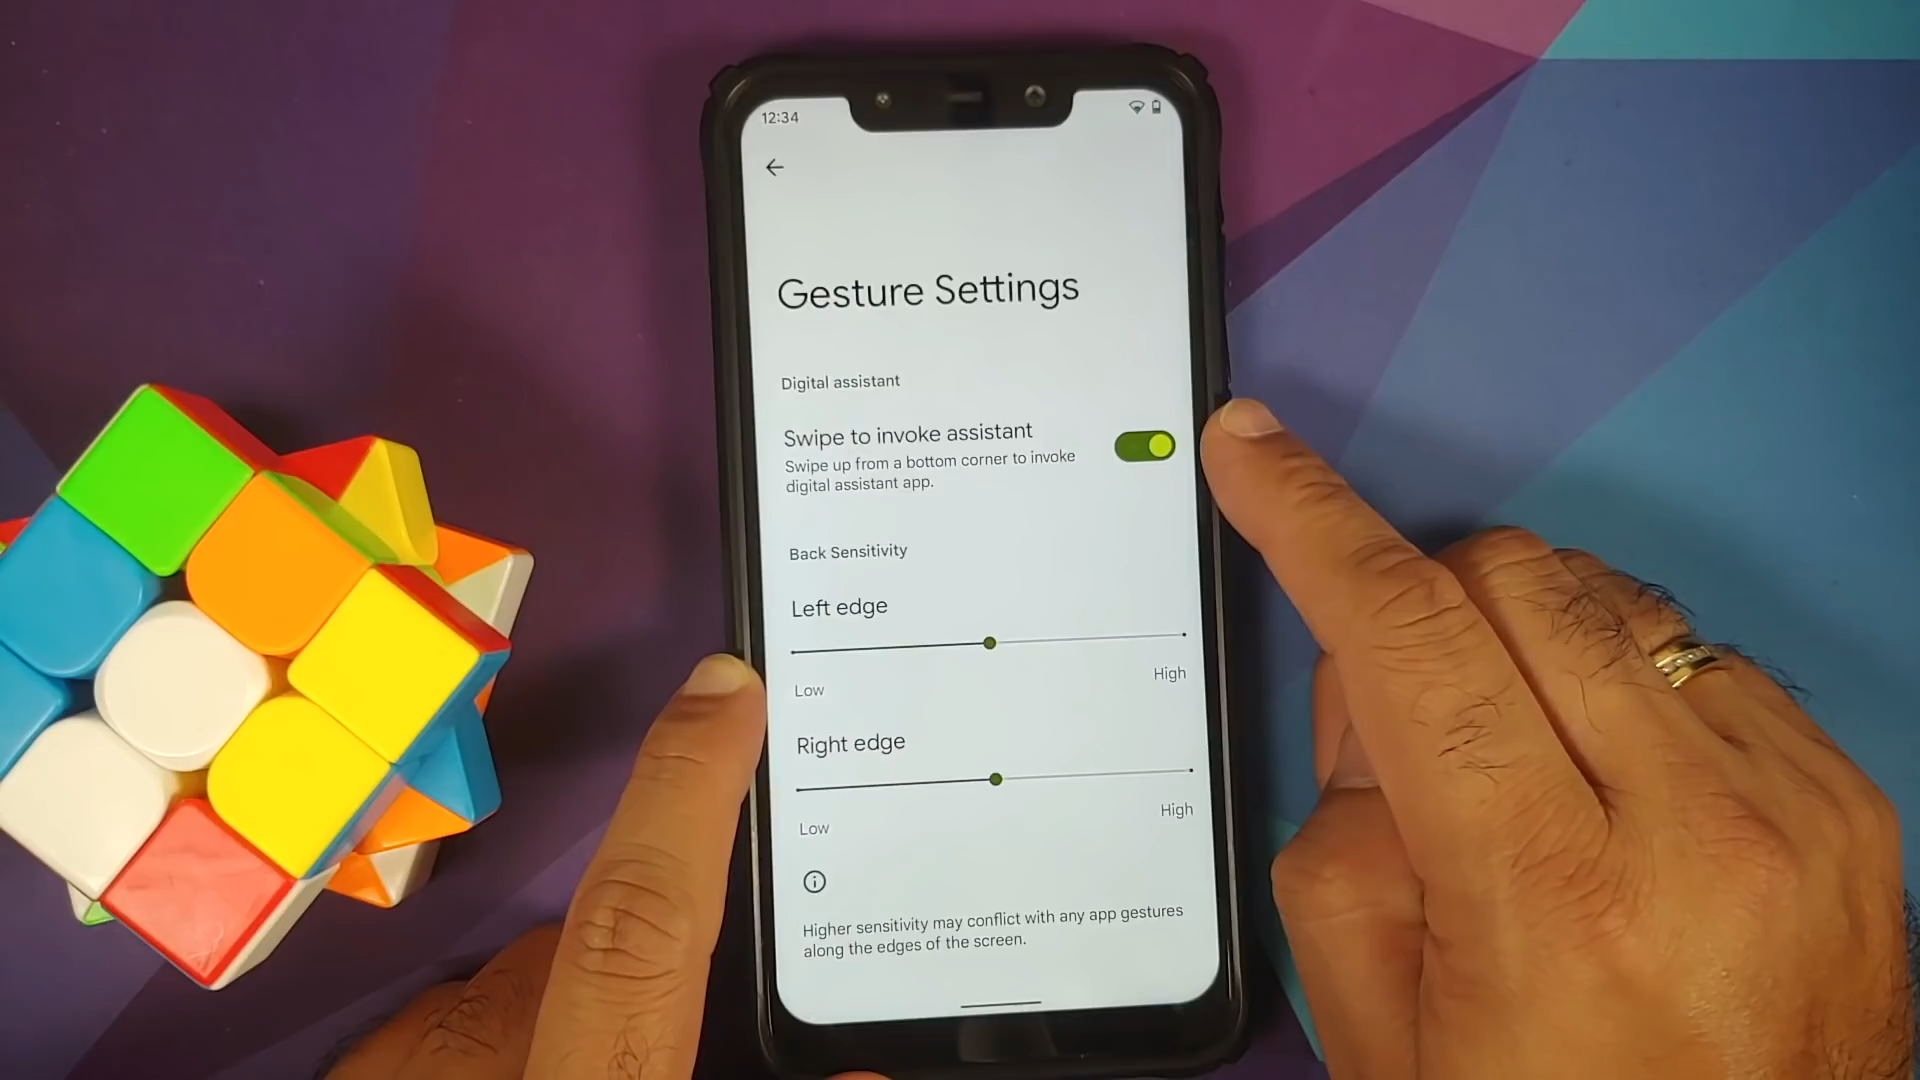 12:34
Gesture Settings
Digital assistant
Swipe to invoke assistant
Swipe up from a bottom corner to invoke
digital assistant app.
Back Sensitivity
Left edge
Low
High
Right edge
Low
High
Higher sensitivity may conflict with any app gestures
along the edges of the screen.